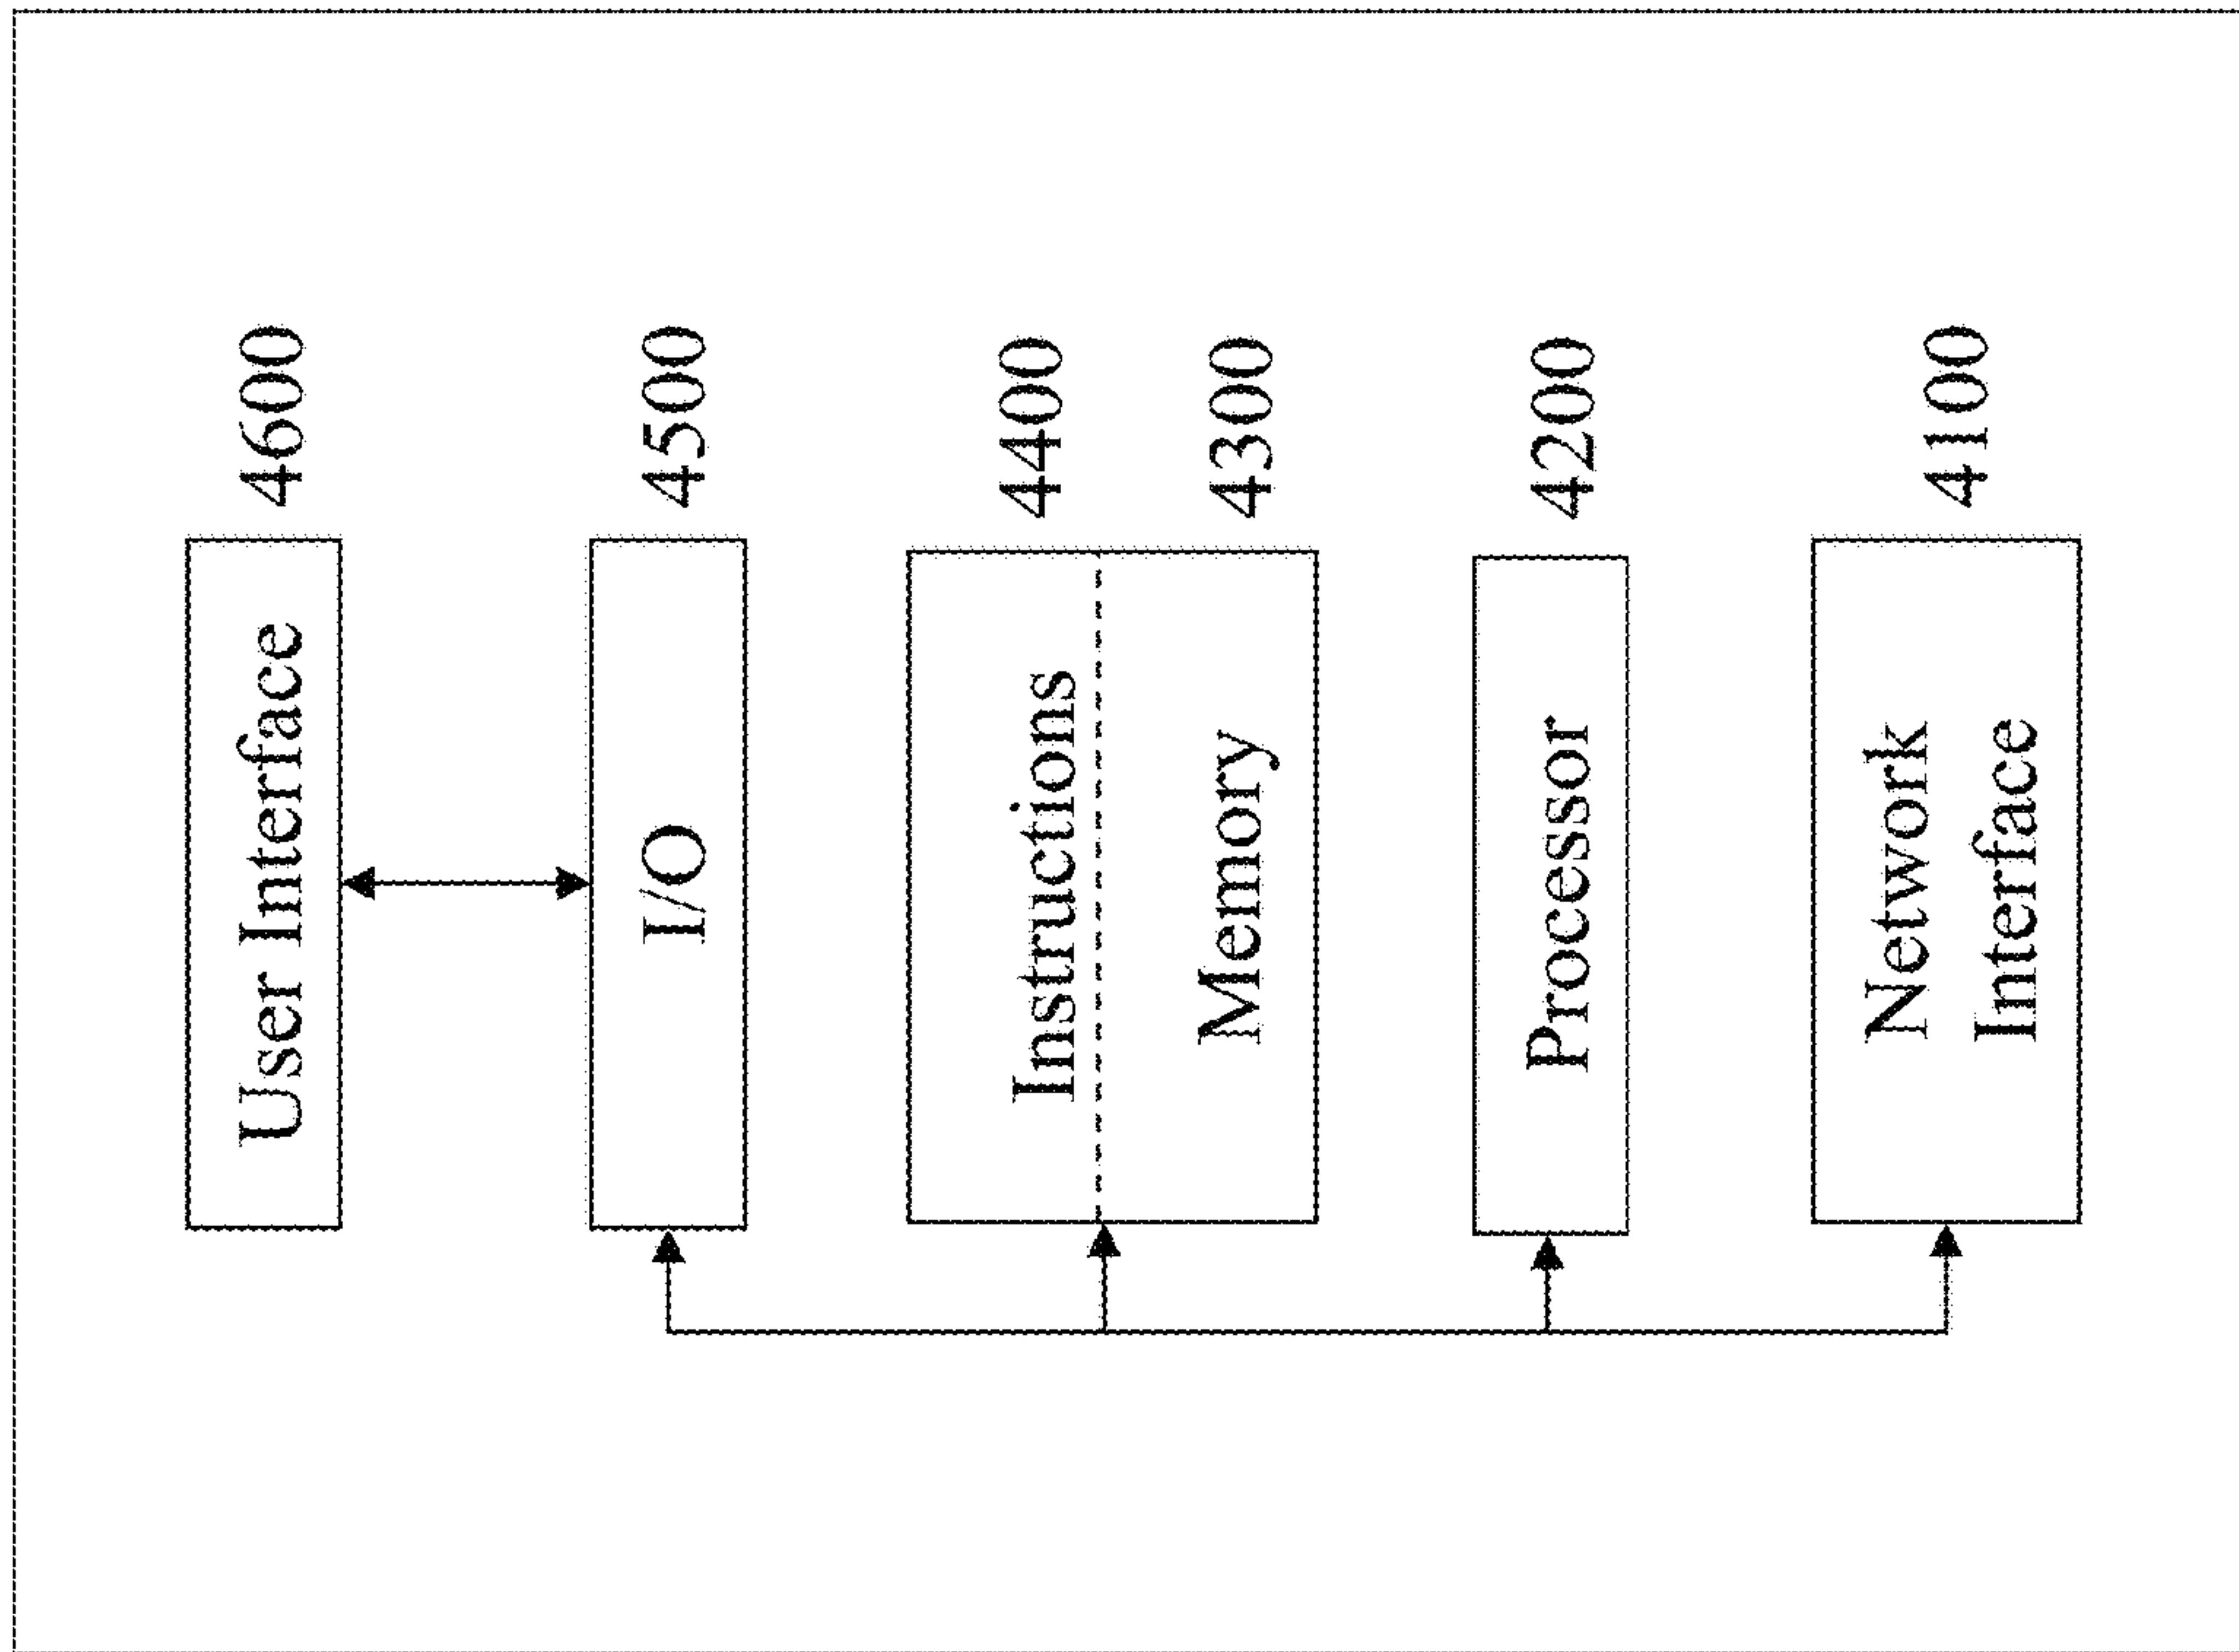 User Interface
4600
I/O
4500
Instructions
4400
Memory
4300
Processor
4200
Network
Interface
4100